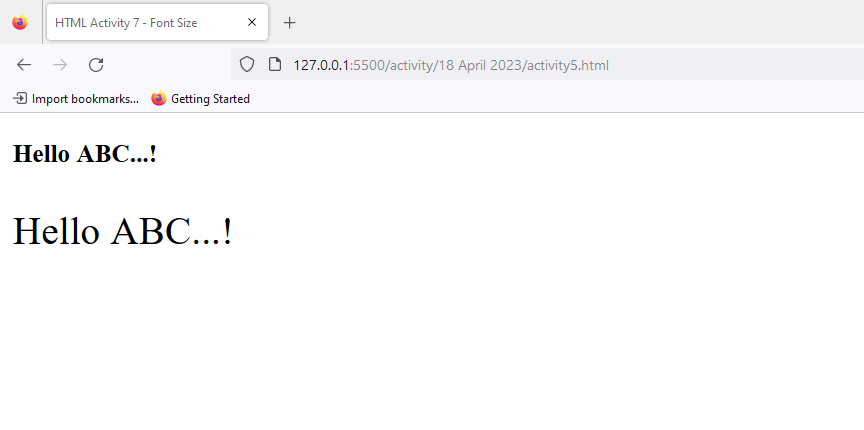 HTML Activity 7 - Font Size
127.0.0.1:5500/activity/18 April 2023/activity5.html
Import bookmarks... Getting Started
Hello ABC...!
Hello ABC...!